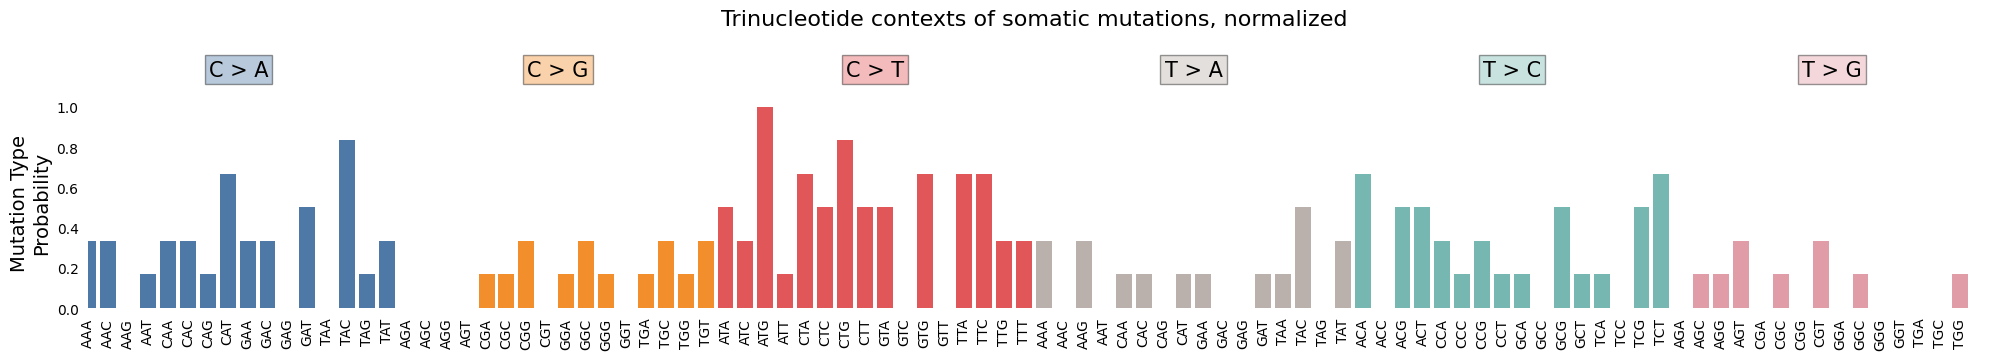 Trinucleotide contexts of somatic mutations, normalized
C > A
C > G
C > T
T > A
T > C
T > G
Mutation Type
Probability
1.0
0.8
0.6
0.4
0.2
0.0
AAA
AAC
AAG
AAT
CAA
CAC
CAG
CAT
GAA
GAC
GAG
GAT
TAA
TAC
TAG
TAT
AGA
AGC
AGG
AGT
CGA
CGC
CGG
CGT
GGA
GGC
GGG
GGT
TGA
TGC
TGG
TGT
ATA
ATC
ATG
ATT
CTA
CTC
CTG
CTT
GTA
GTC
GTG
GTT
TTA
TTC
TTG
TTT
AAA
AAC
AAG
AAT
CAA
CAC
CAG
CAT
GAA
GAC
GAG
GAT
TAA
TAC
TAG
TAT
ACA
ACC
ACG
ACT
CCA
CCC
CCG
CCT
GCA
GCC
GCG
GCT
TCA
TCC
TCG
TCT
AGA
AGC
AGG
AGT
CGA
CGC
CGG
CGT
GGA
GGC
GGG
GGT
TGA
TGC
TGG